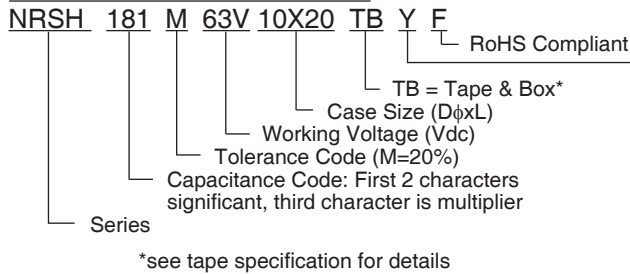 NRSH 181 M 63V 10X20 TB Y F
RoHS Compliant
TB = Tape & Box*
Case Size (DϕxL)
Working Voltage (Vdc)
Tolerance Code (M=20%)
Capacitance Code: First 2 characters
significant, third character is multiplier
Series
*see tape specification for details